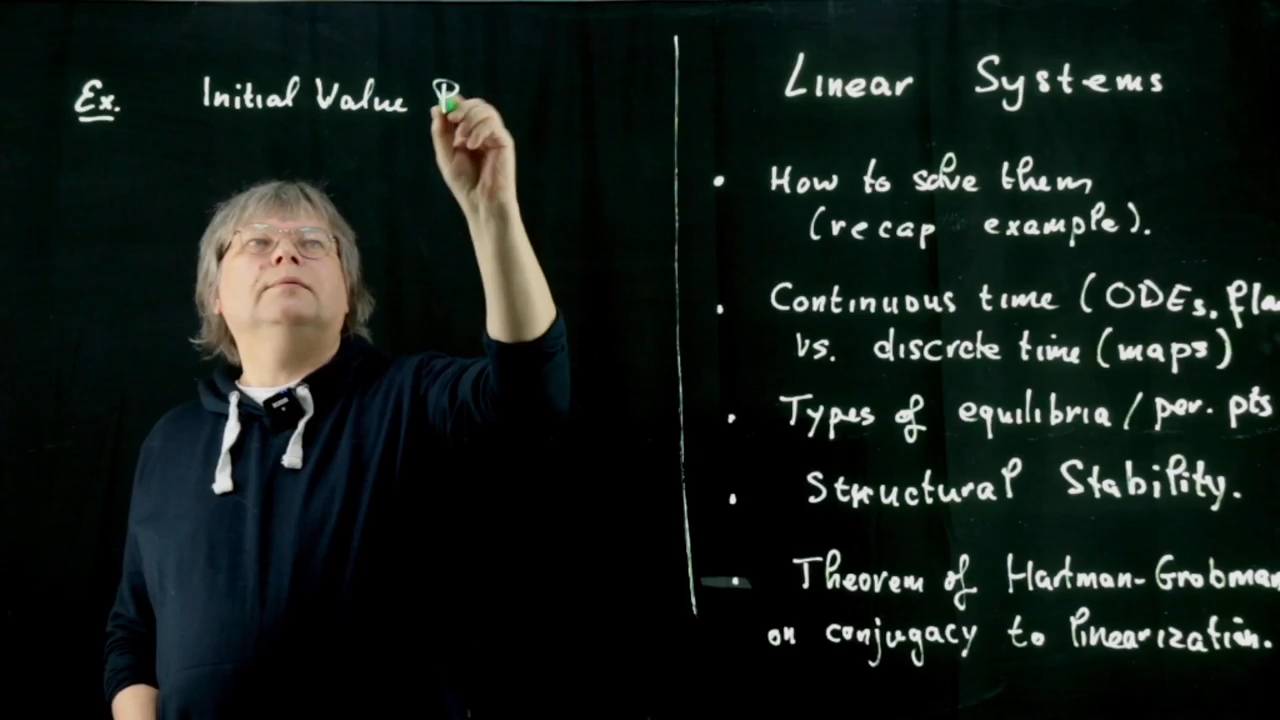 Ex. Initial Value P
Linear Systems
• How to solve them
(recap example).
• Continuous time (ODEs,
vs. discrete time (maps)
• Types of equilibria / per. pts
• Structural Stability.
• Theorem of Hartman-Grobman
on conjugacy to linearization.